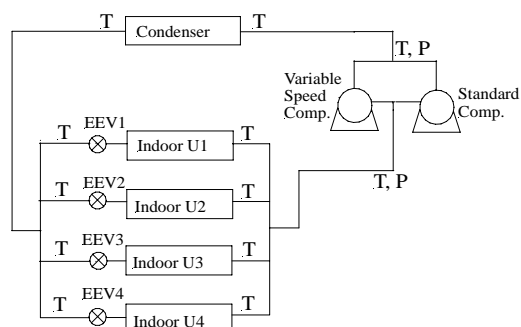 T
Condenser
T
T, P
Variable
Speed
Comp.
Standard
Comp.
T, P
T
EEV1
Indoor U1
T
T
EEV2
Indoor U2
T
T
EEV3
Indoor U3
T
T
EEV4
Indoor U4
T